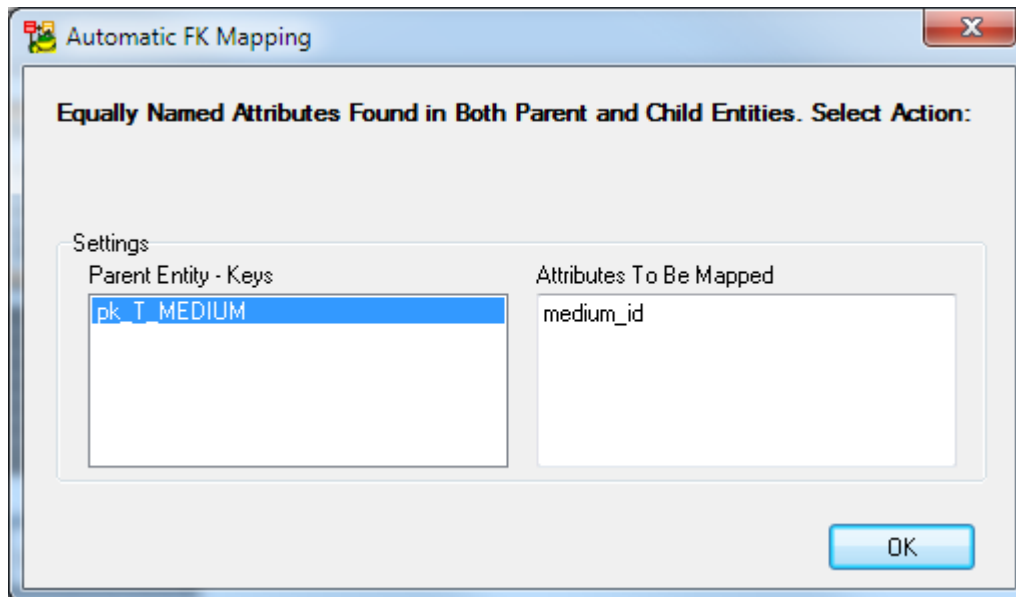 Automatic FK Mapping
Equally Named Attributes Found in Both Parent and Child Entities. Select Action:
Settings
Parent Entity - Keys
Attributes To Be Mapped
pk_T_MEDIUM
medium_id
OK